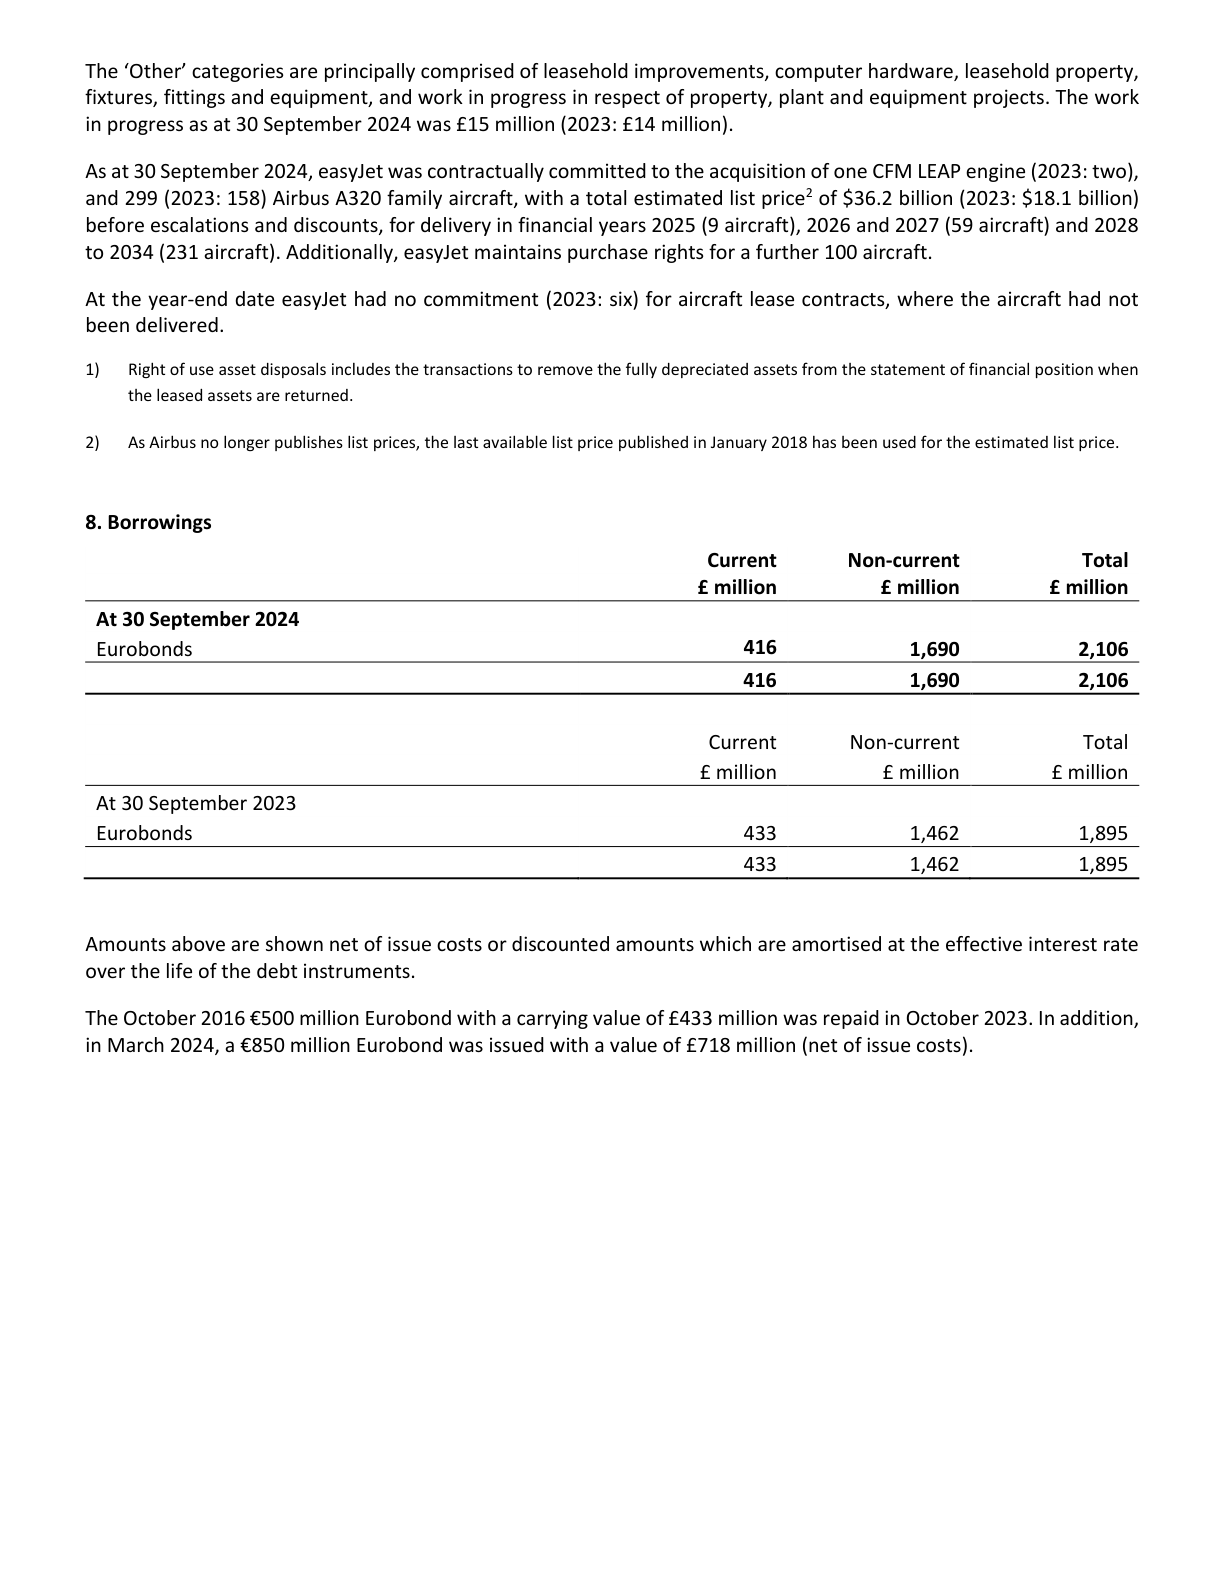 The ‘Other’ categories are principally comprised of leasehold improvements, computer hardware, leasehold property,
fixtures, fittings and equipment, and work in progress in respect of property, plant and equipment projects. The work
in progress as at 30 September 2024 was £15 million (2023: £14 million).
As at 30 September 2024, easyJet was contractually committed to the acquisition of one CFM LEAP engine (2023: two),
and 299 (2023: 158) Airbus A320 family aircraft, with a total estimated list price2 of $36.2 billion (2023: $18.1 billion)
before escalations and discounts, for delivery in financial years 2025 (9 aircraft), 2026 and 2027 (59 aircraft) and 2028
to 2034 (231 aircraft). Additionally, easyJet maintains purchase rights for a further 100 aircraft.
At the year-end date easyJet had no commitment (2023: six) for aircraft lease contracts, where the aircraft had not
been delivered.
1) Right of use asset disposals includes the transactions to remove the fully depreciated assets from the statement of financial position when
the leased assets are returned.
2) As Airbus no longer publishes list prices, the last available list price published in January 2018 has been used for the estimated list price.
8. Borrowings
Current Non-current Total
£ million £ million £ million
At 30 September 2024
Eurobonds 416 1,690 2,106
416 1,690 2,106
Current Non-current Total
£ million £ million £ million
At 30 September 2023
Eurobonds 433 1,462 1,895
433 1,462 1,895
Amounts above are shown net of issue costs or discounted amounts which are amortised at the effective interest rate
over the life of the debt instruments.
The October 2016 €500 million Eurobond with a carrying value of £433 million was repaid in October 2023. In addition,
in March 2024, a €850 million Eurobond was issued with a value of £718 million (net of issue costs).